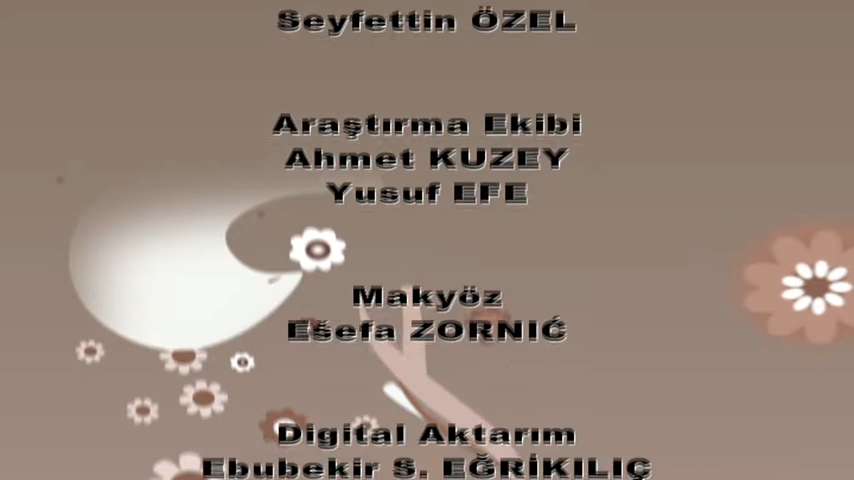 Seyfettin ÖZEL
Araştırma Ekibi
Ahmet KUZEY
Yusuf EFE
Makyöz
Ešefa ZORNIĆ
Digital Aktarım
Ebubekir S. EĞRİKILIÇ